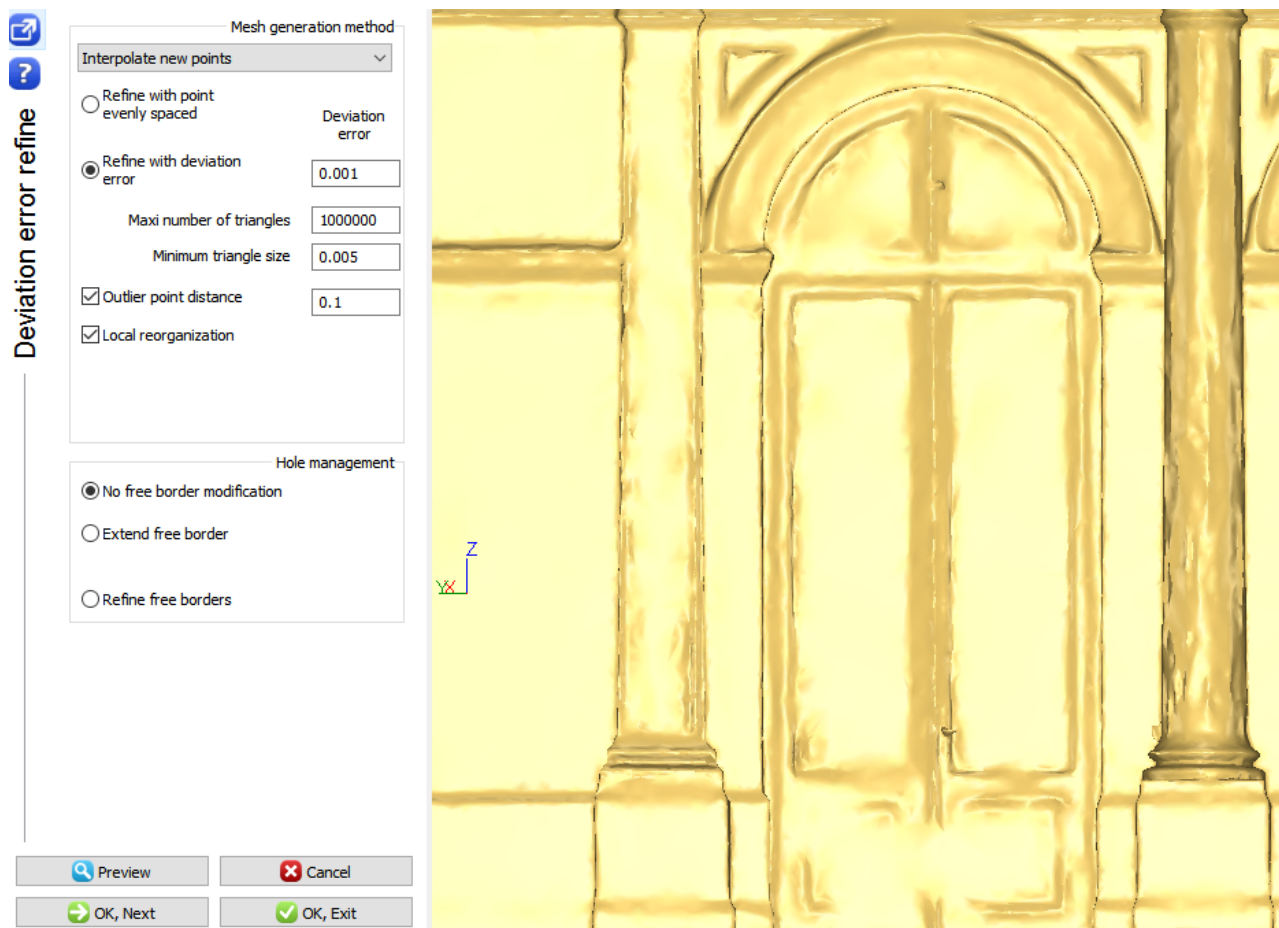 Deviation error refine
Mesh generation method
Interpolate new points
Refine with point
evenly spaced
Deviation
error
Refine with deviation
error
0.001
Maxi number of triangles
1000000
Minimum triangle size
0.005
Outlier point distance
0.1
Local reorganization
Hole management
No free border modification
Extend free border
Refine free borders
Preview
Cancel
OK, Next
OK, Exit
Z
YX